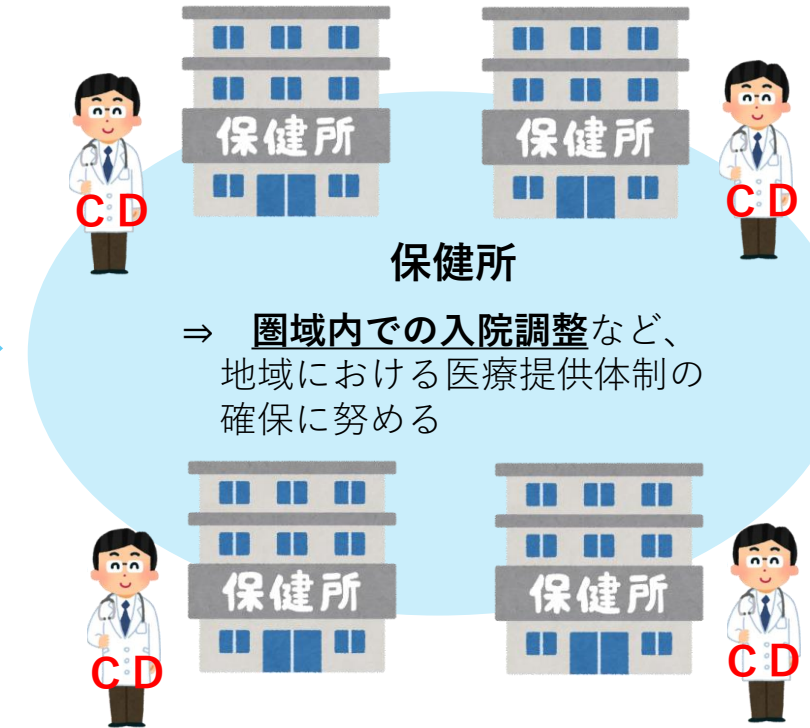 保健所
保健所
CD
CD
保健所
⇒ 圏域内での入院調整など、
地域における医療提供体制の
確保に努める
保健所
保健所
CD
CD